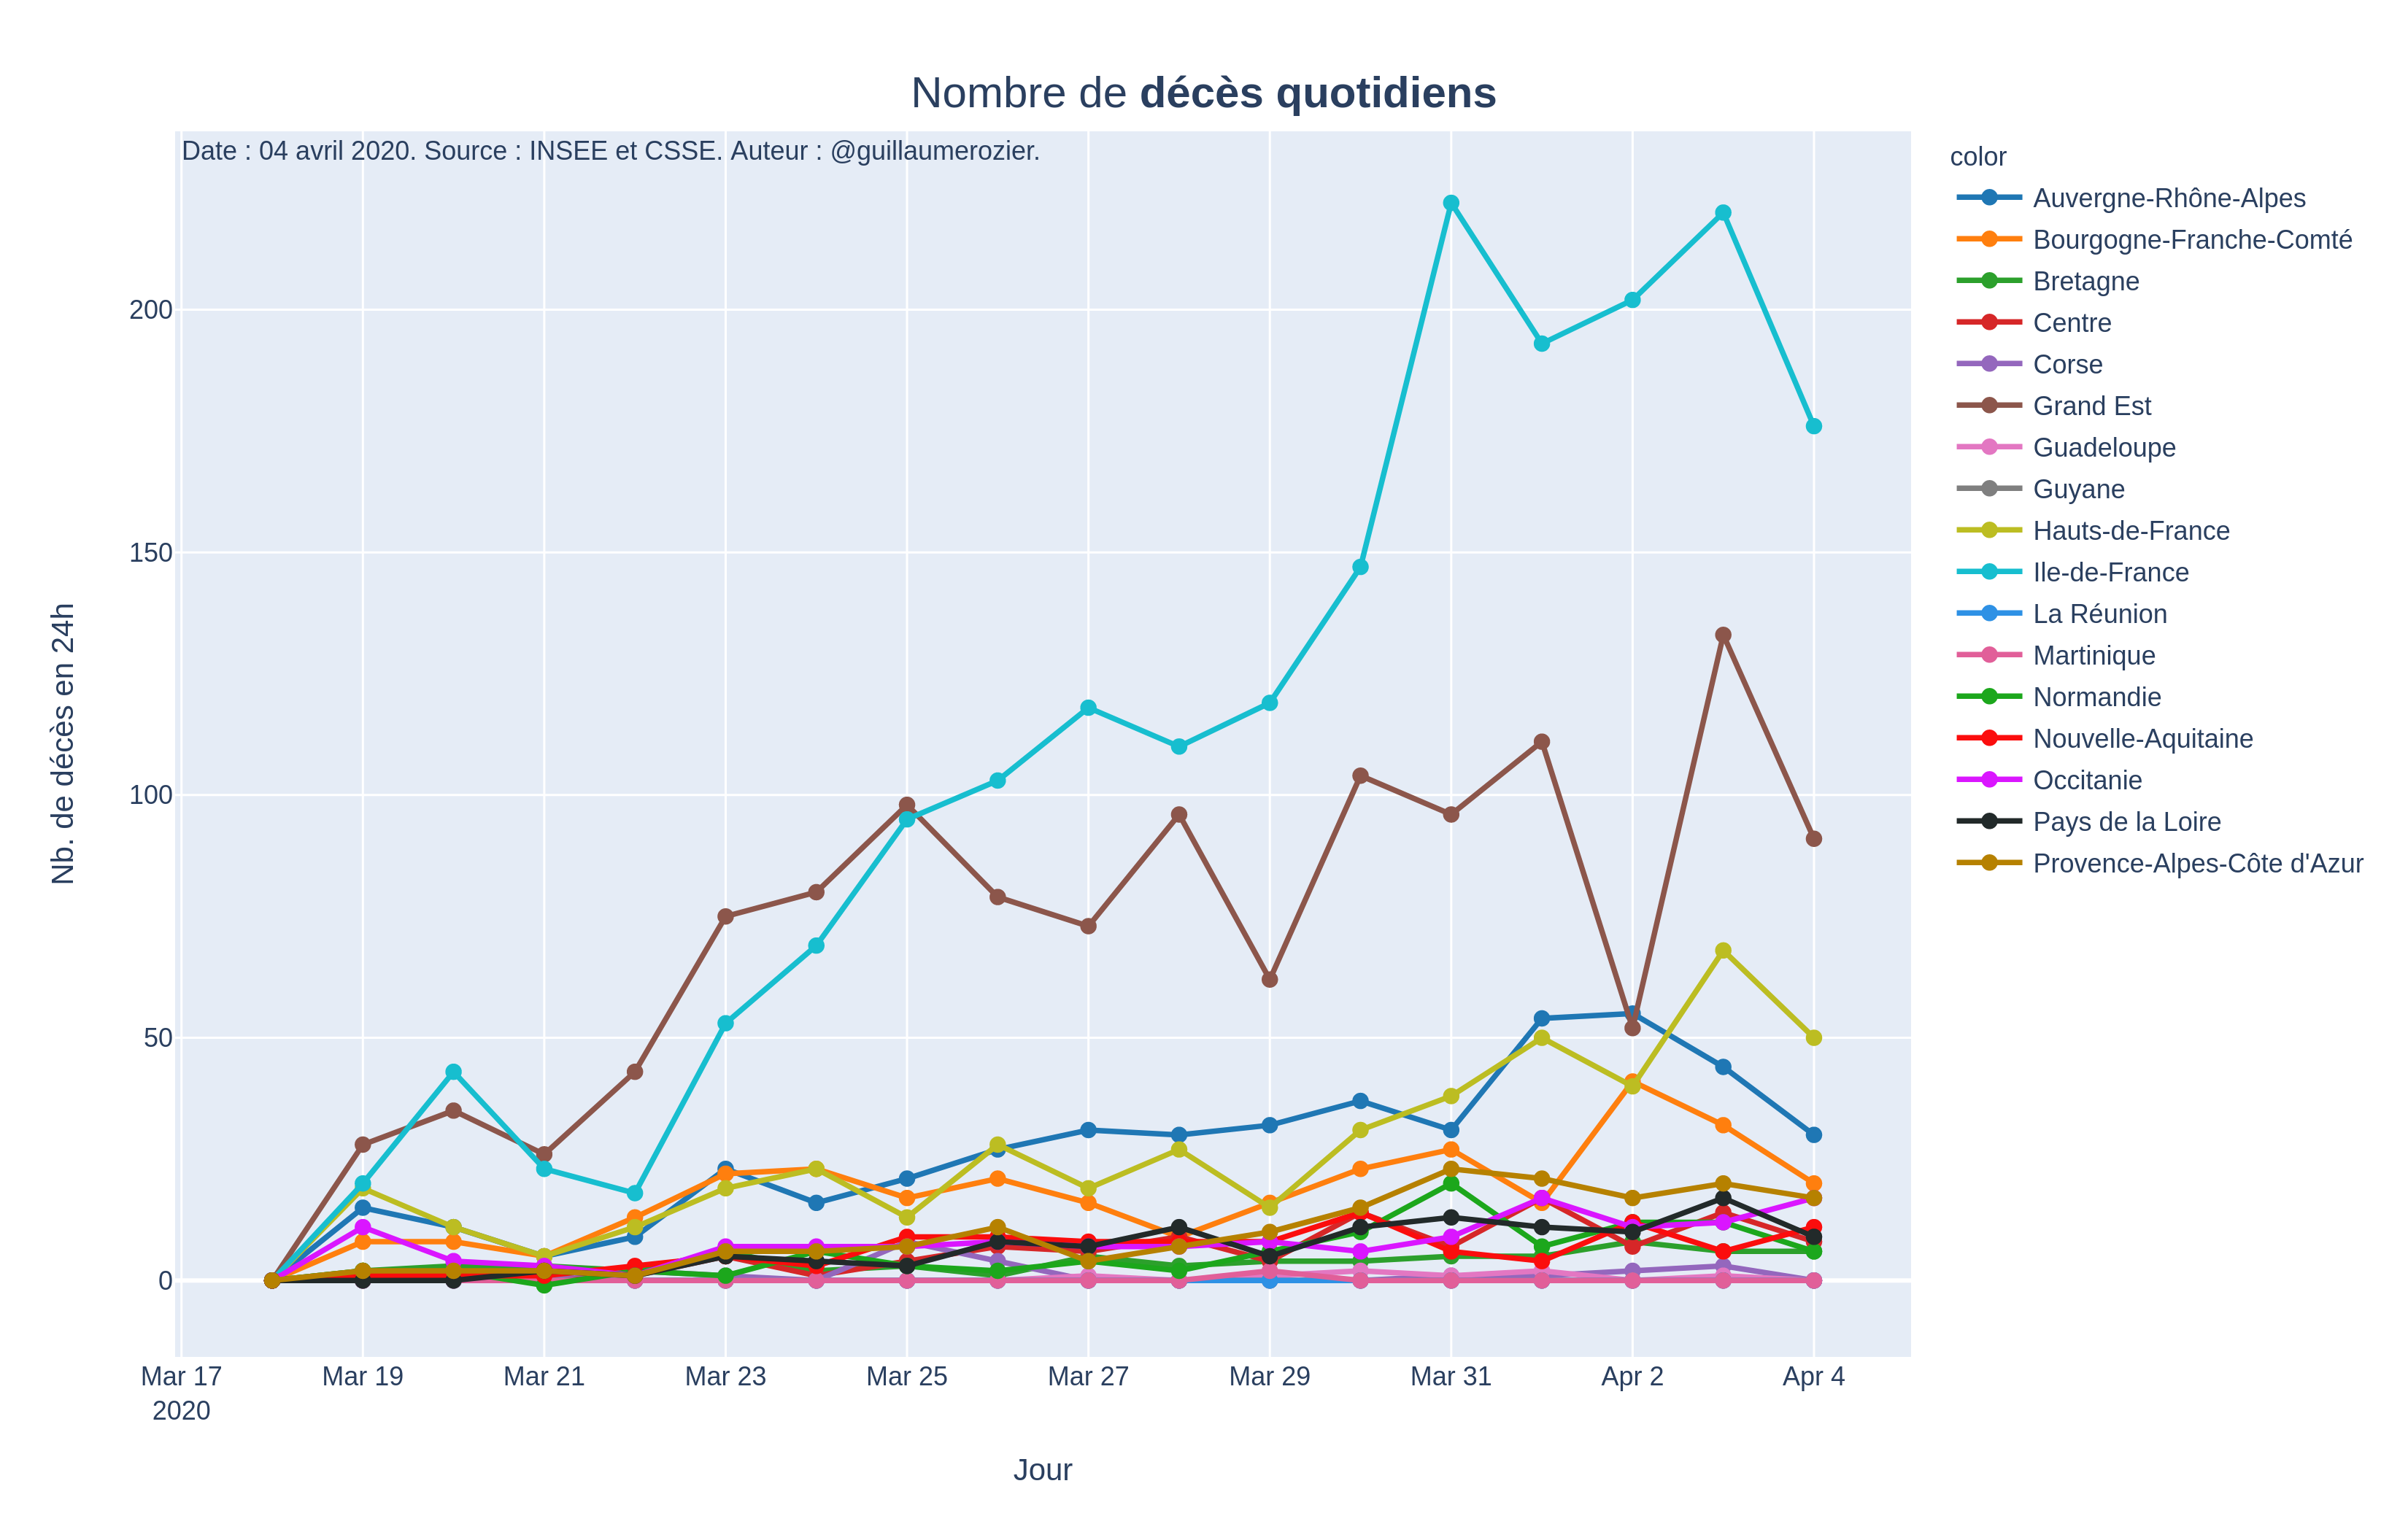 Nombre de décès quotidiens
Date : 04 avril 2020. Source : INSEE et CSSE. Auteur : @guillaumerozier.
color
Auvergne-Rhône-Alpes
Bourgogne-Franche-Comté
Bretagne
Centre
Corse
Grand Est
Guadeloupe
Guyane
Hauts-de-France
Ile-de-France
La Réunion
Martinique
Normandie
Nouvelle-Aquitaine
Occitanie
Pays de la Loire
Provence-Alpes-Côte d'Azur
Nb. de décès en 24h
200
150
100
50
0
Mar 17 Mar 19 Mar 21 Mar 23 Mar 25 Mar 27 Mar 29 Mar 31 Apr 2 Apr 4
2020
Jour